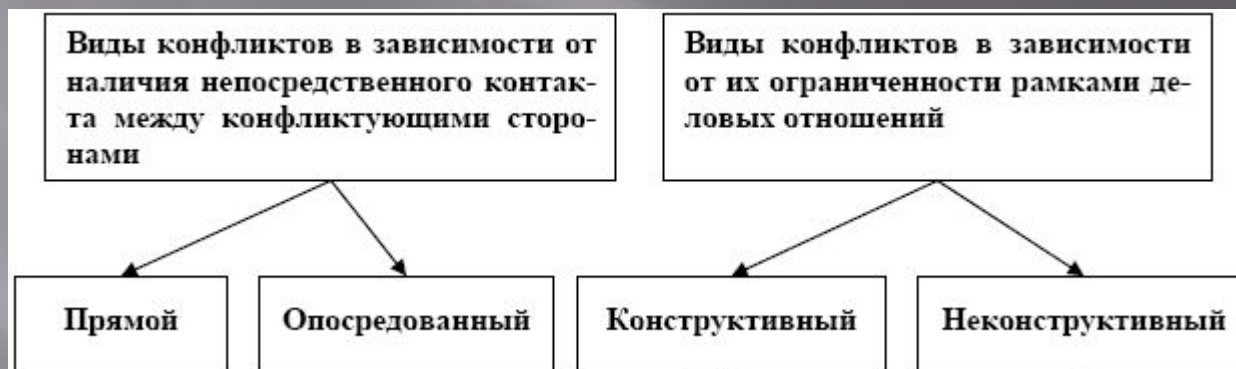 Виды конфликтов в зависимости от
наличия непосредственного контак-
та между конфликтующими сторо-
нами
Виды конфликтов в зависимости
от их ограниченности рамками де-
ловых отношений
Прямой
Опосредованный
Конструктивный
Неконструктивный